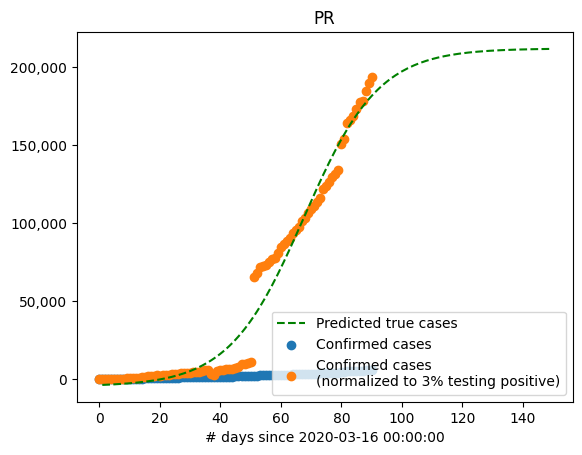 PR
200,000
150,000
100,000
50,000
0
Predicted true cases
Confirmed cases
Confirmed cases
(normalized to 3% testing positive)
0 20 40 60 80 100 120 140
# days since 2020-03-16 00:00:00